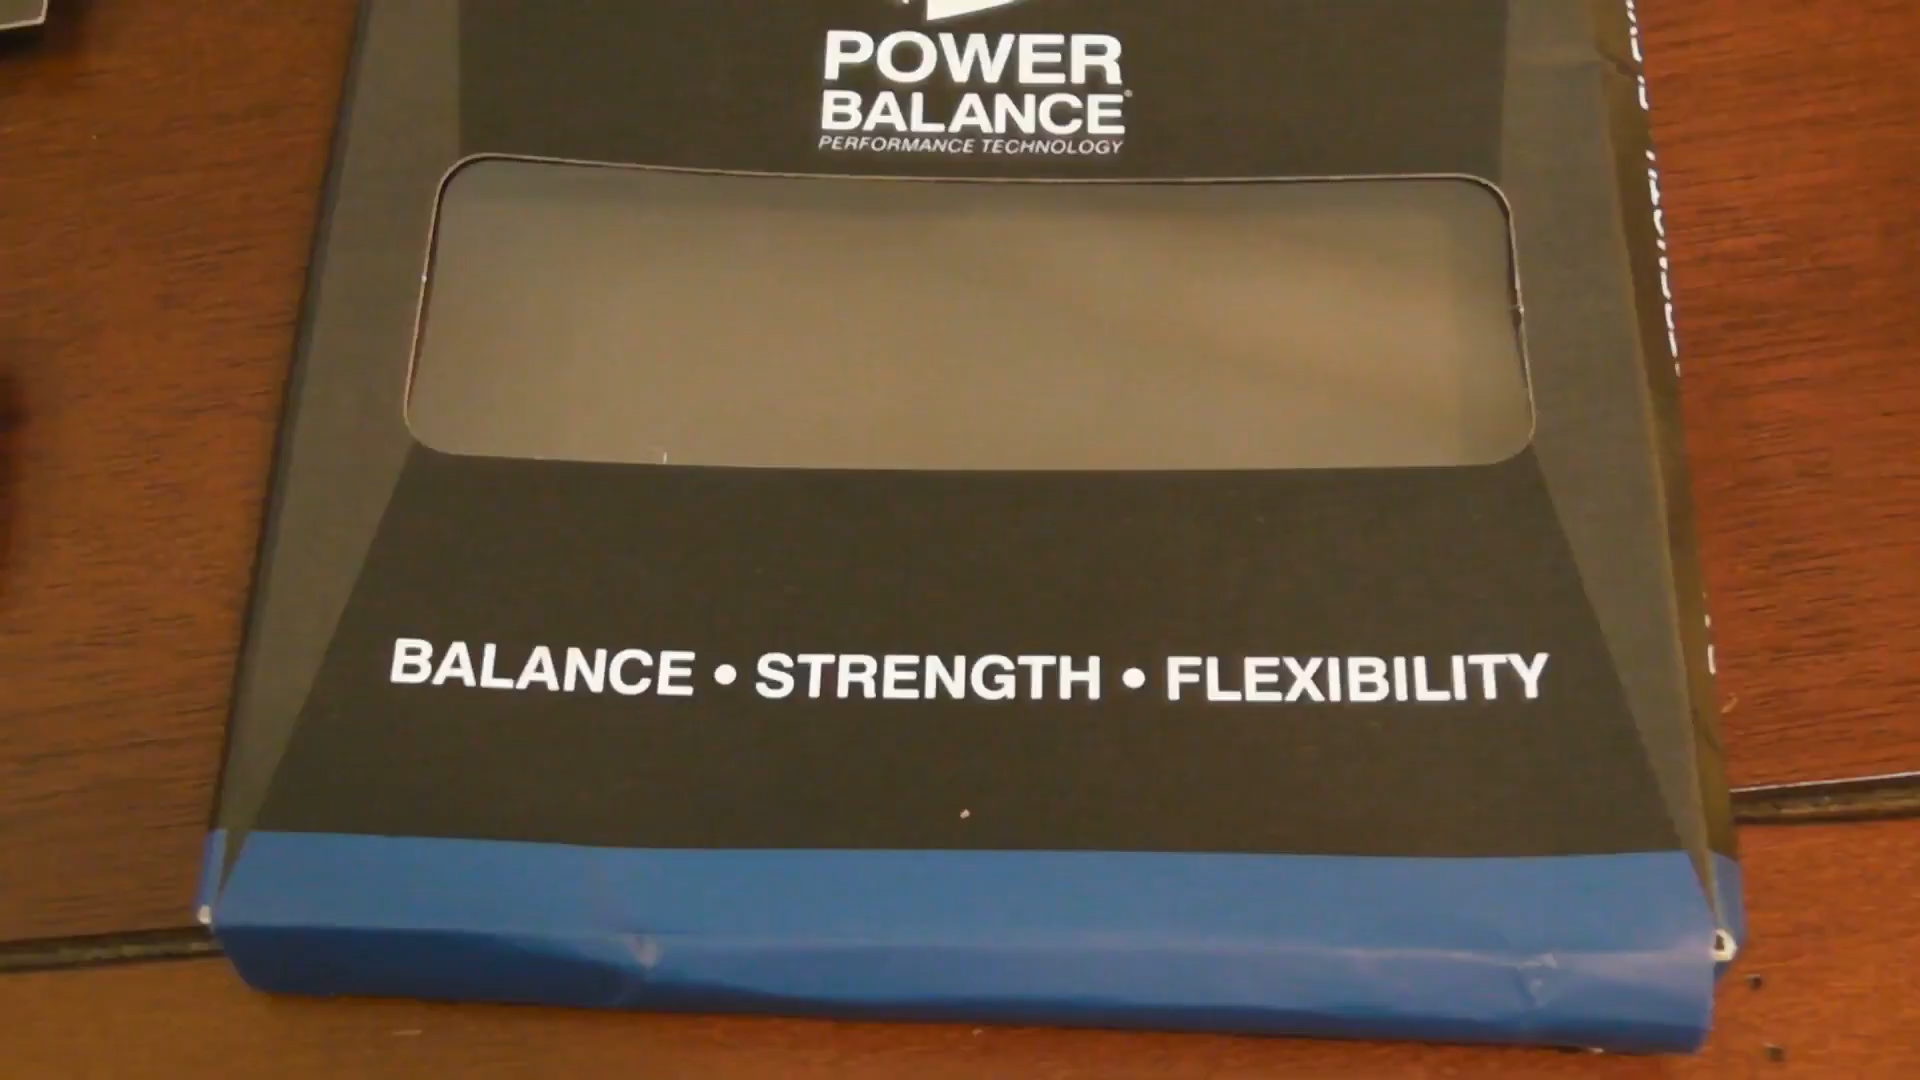 POWER
BALANCE
PERFORMANCE TECHNOLOGY
BALANCE • STRENGTH • FLEXIBILITY